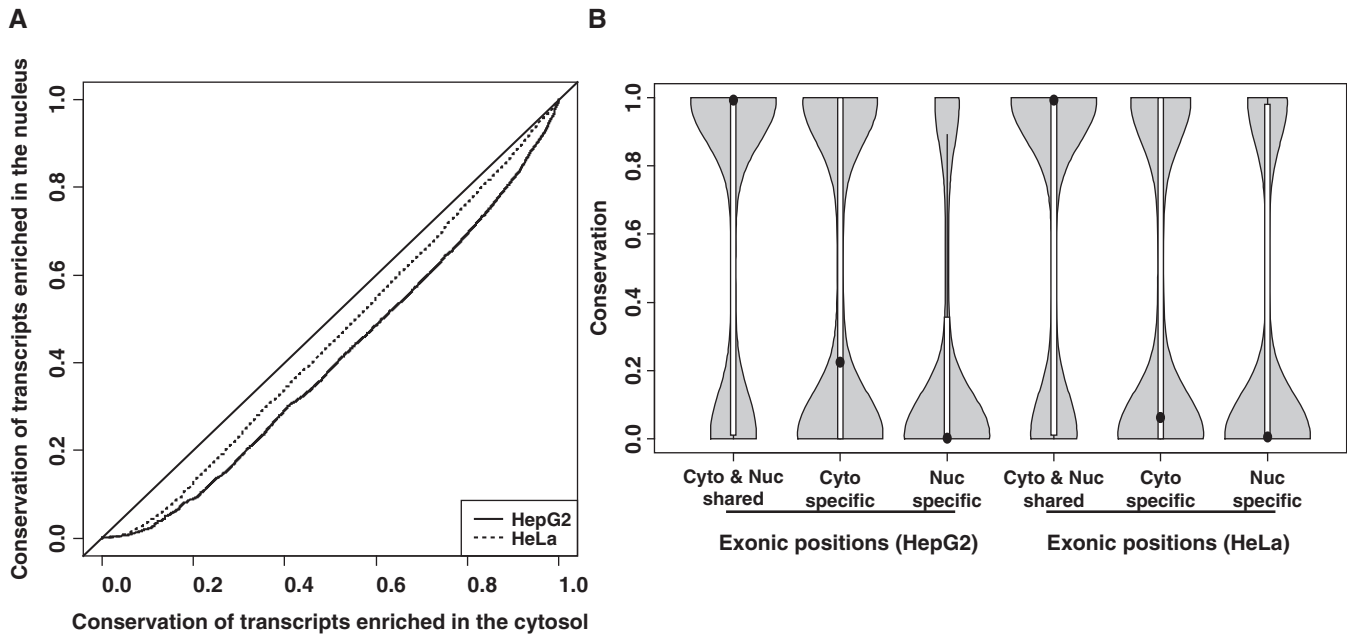 A
Conservation of transcripts enriched in the nucleus
1.0
0.8
0.6
0.4
0.2
0.0
HepG2
HeLa
0.0 0.2 0.4 0.6 0.8 1.0
Conservation of transcripts enriched in the cytosol
B
Conservation
1.0
0.8
0.6
0.4
0.2
0.0
Cyto & Nuc
shared
Cyto
specific
Nuc
specific
Cyto & Nuc
shared
Cyto
specific
Nuc
specific
Exonic positions (HepG2)
Exonic positions (HeLa)